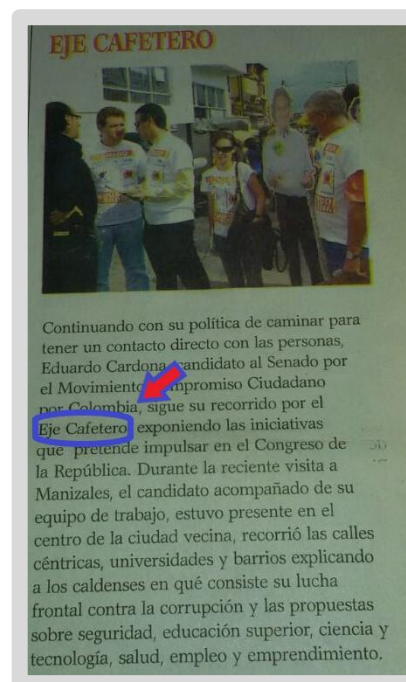 EJE CAFETERO
Continuando con su política de caminar para
tener un contacto directo con las personas,
Eduardo Cardona, candidato al Senado por
el Movimiento Compromiso Ciudadano
por Colombia, sigue su recorrido por el
Eje Cafetero exponiendo las iniciativas
que pretende impulsar en el Congreso de
la República. Durante la reciente visita a
Manizales, el candidato acompañado de su
equipo de trabajo, estuvo presente en el
centro de la ciudad vecina, recorrió las calles
céntricas, universidades y barrios explicando
a los caldenses en qué consiste su lucha
frontal contra la corrupción y las propuestas
sobre seguridad, educación superior, ciencia y
tecnología, salud, empleo y emprendimiento.